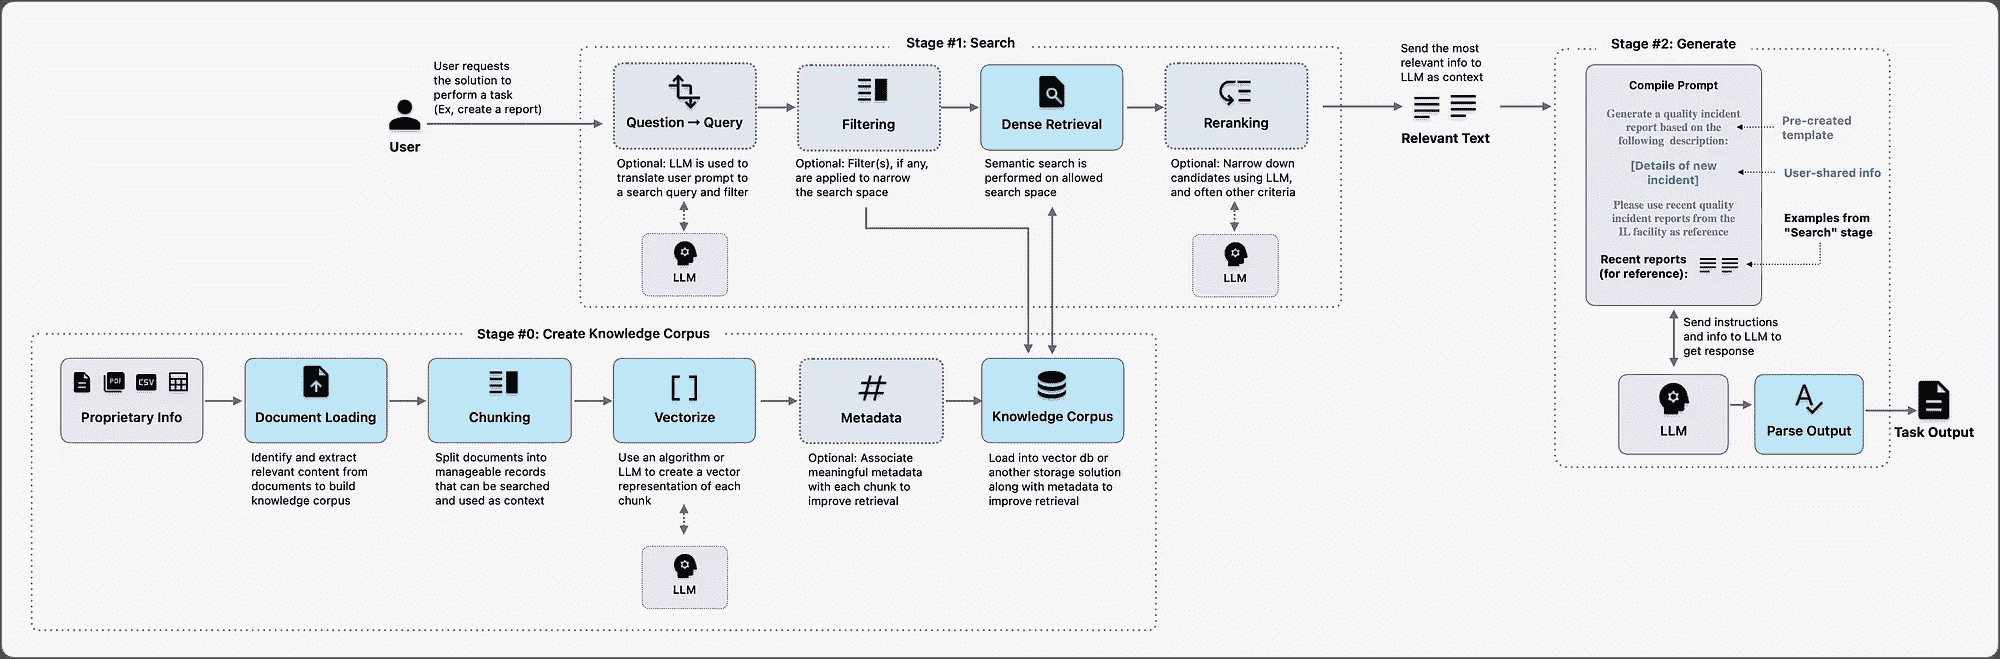 Stage #1: Search
User requests
the solution to
perform a task
(Ex, create a report)
User
Question → Query
Optional: LLM is used to
translate user prompt to
a search query and filter
LLM
Filtering
Optional: Filter(s), if any,
are applied to narrow
the search space
Dense Retrieval
Semantic search is
performed on allowed
search space
Reranking
Optional: Narrow down
candidates using LLM,
and often other criteria
LLM
Send the most
relevant info to
LLM as context
Relevant Text
Stage #2: Generate
Compile Prompt
Generate a quality incident
report based on the
following description:
Pre-created
template
[Details of new
incident]
User-shared info
Please use recent quality
incident reports from the
IL facility as reference
Examples from
"Search" stage
Recent reports
(for reference):
Send instructions
and info to LLM to
get response
LLM
Parse Output
Task Output
Stage #0: Create Knowledge Corpus
PDF
CSV
Proprietary Info
Document Loading
Identify and extract
relevant content from
documents to build
knowledge corpus
Chunking
Split documents into
manageable records
that can be searched
and used as context
Vectorize
Use an algorithm or
LLM to create a vector
representation of each
chunk
LLM
Metadata
Optional: Associate
meaningful metadata
with each chunk to
improve retrieval
Knowledge Corpus
Load into vector db or
another storage solution
along with metadata to
improve retrieval